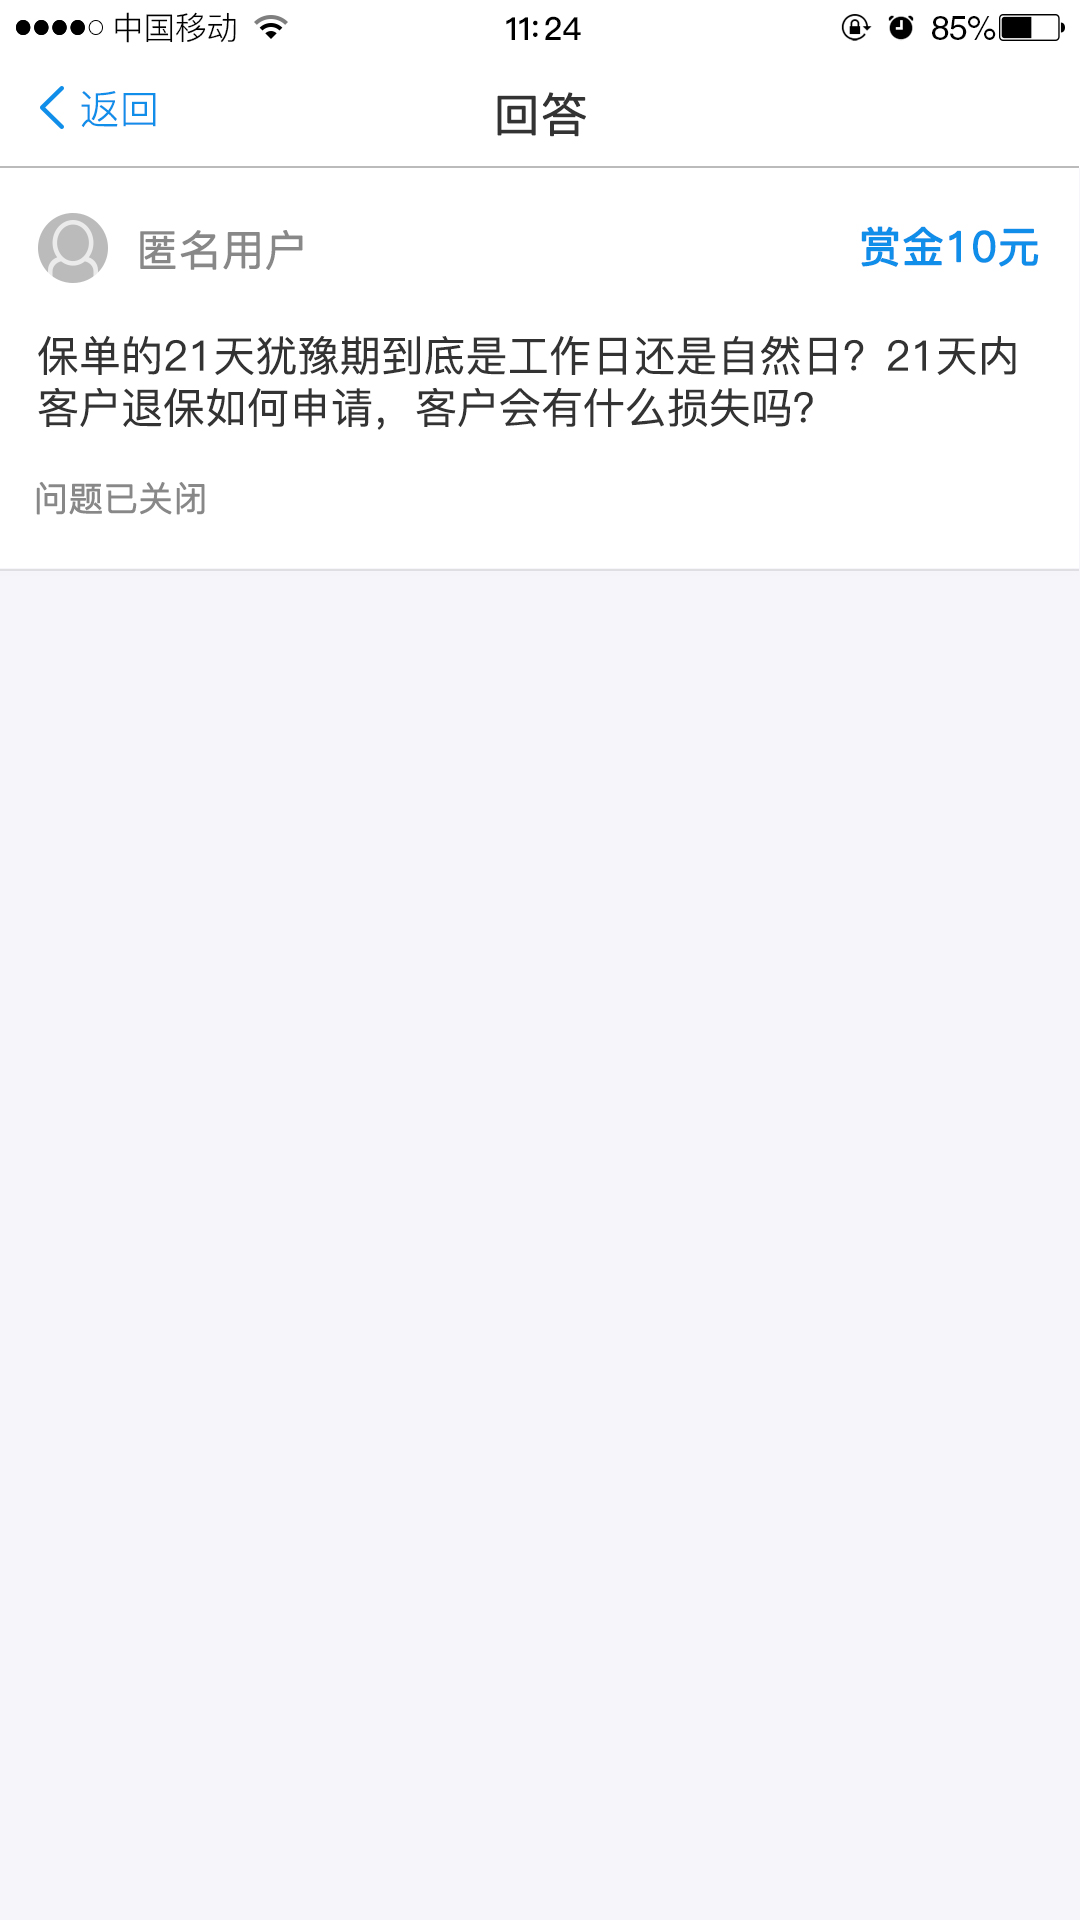 中国移动
11:24
85%
返回
回答
匿名用户
赏金10元
保单的21天犹豫期到底是工作日还是自然日？21天内
客户退保如何申请，客户会有什么损失吗？
问题已关闭